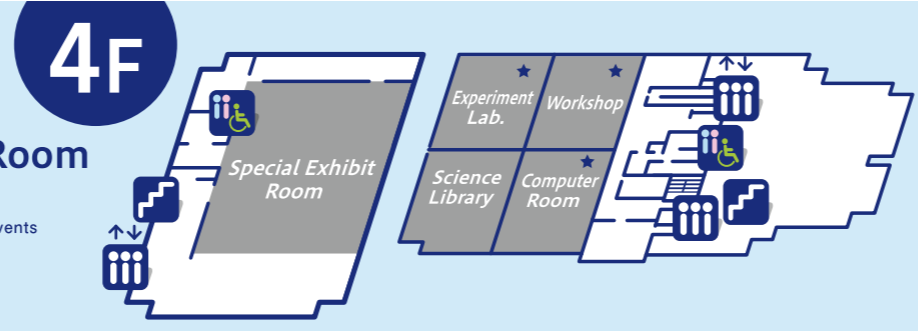 4F
Room
vents
Special Exhibit
Room
Experiment
Lab.
Workshop
Science
Library
Computer
Room